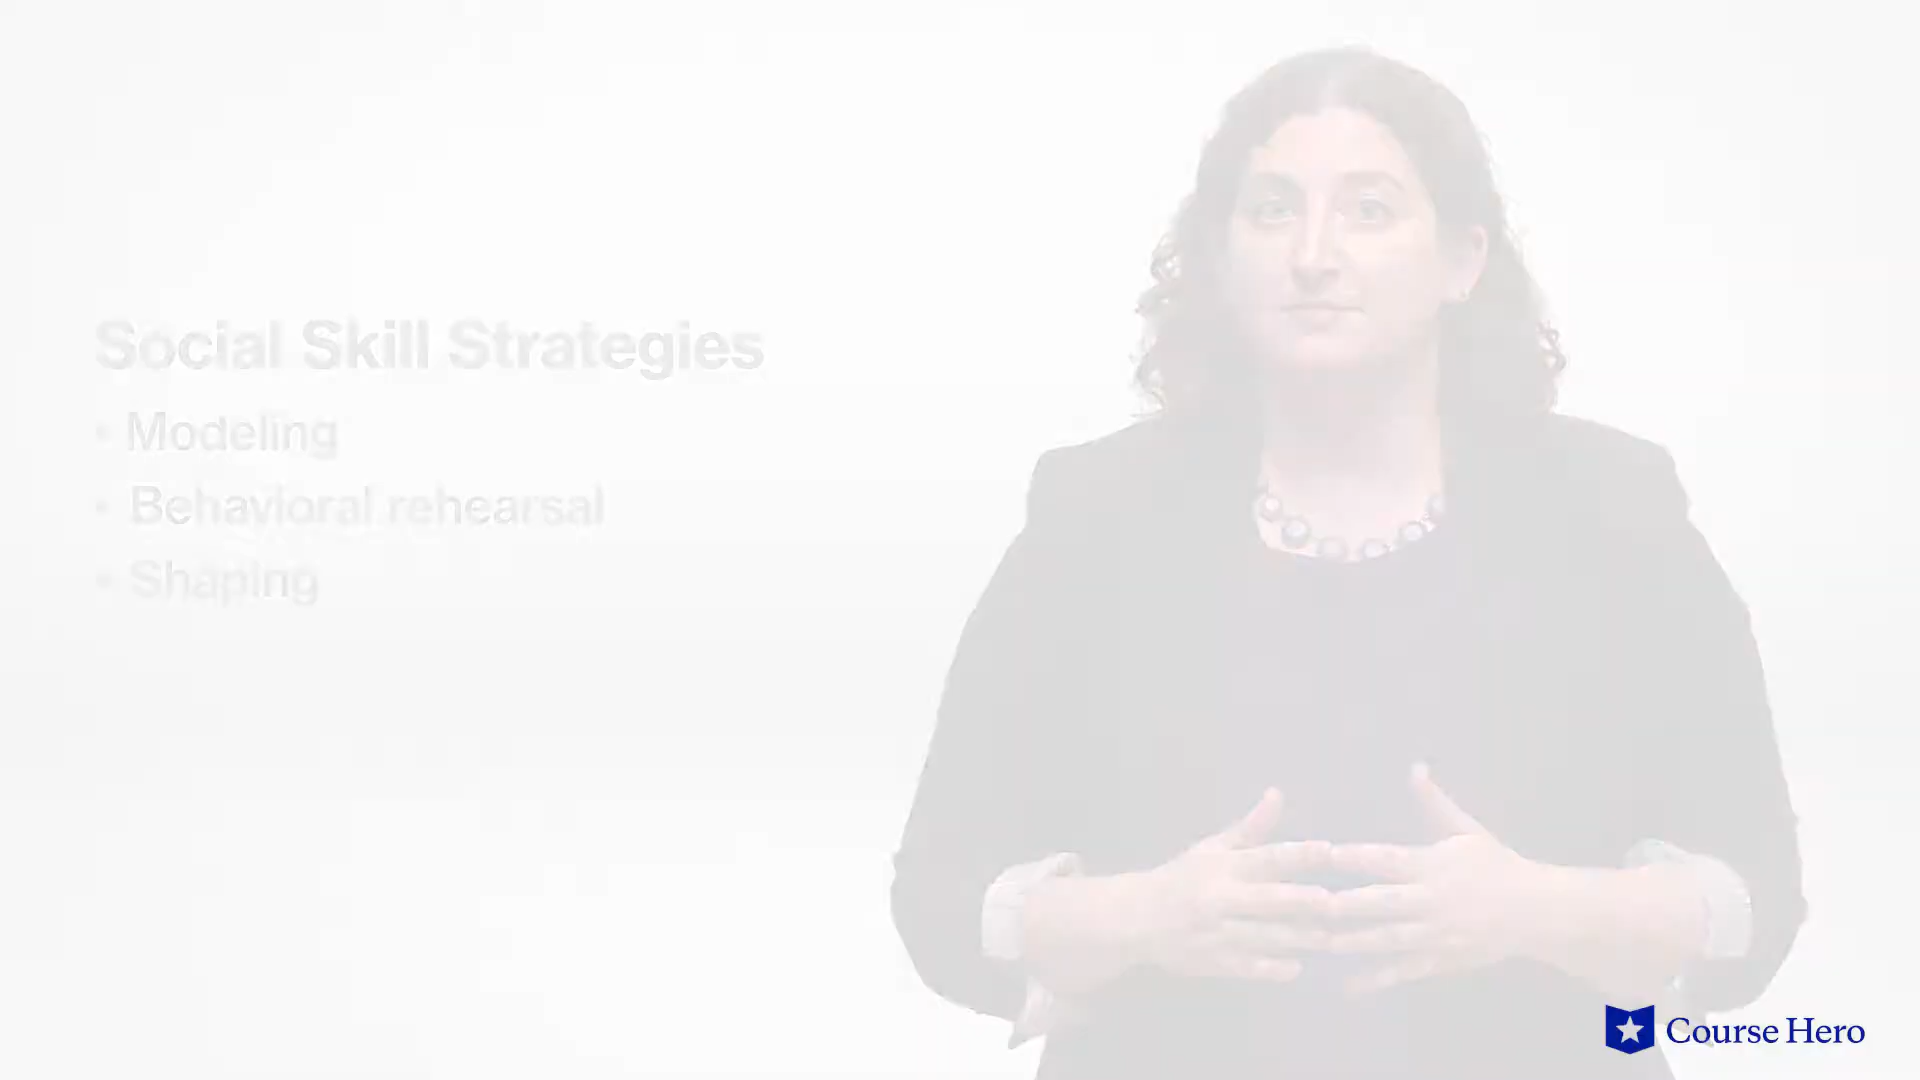 Social Skill Strategies
• Modeling
• Behavioral rehearsal
• Shaping
Course Hero